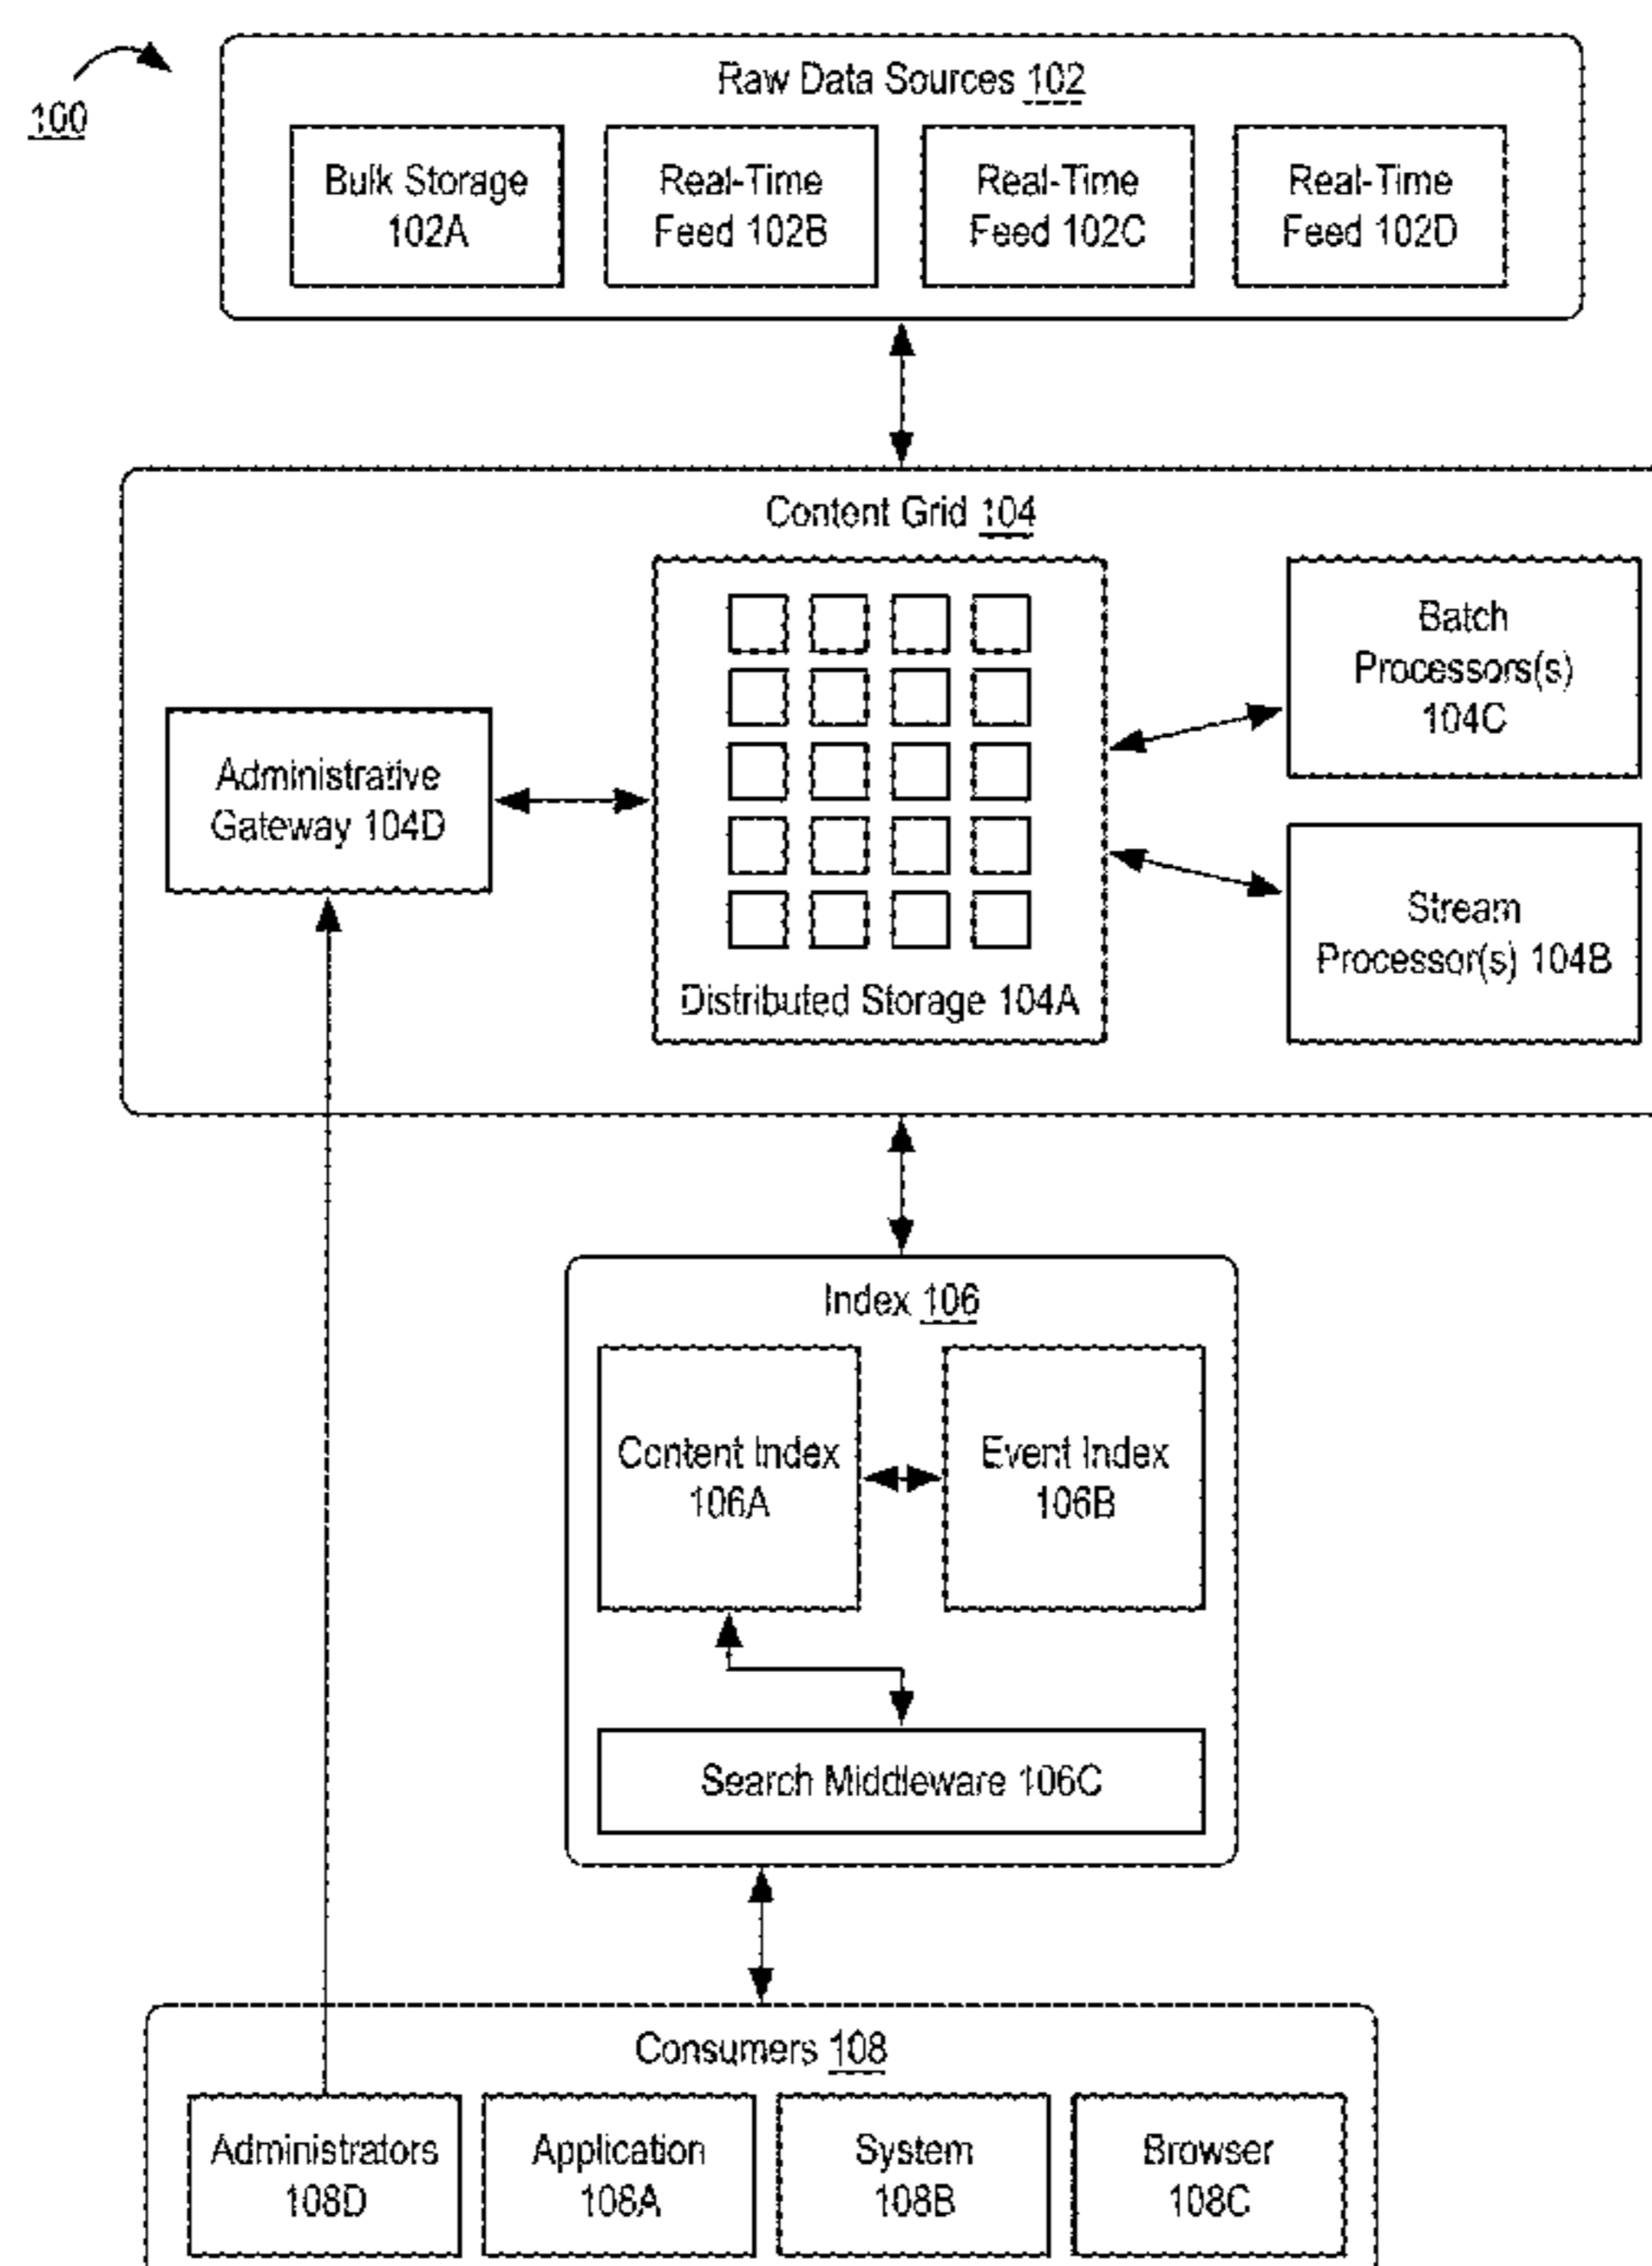 100
Raw Data Sources 102
Bulk Storage
102A
Real-Time
Feed 102B
Real-Time
Feed 102C
Real-Time
Feed 102D
Content Grid 104
Administrative
Gateway 104D
Distributed Storage 104A
Batch
Processors(s)
104C
Stream
Processor(s) 104B
Index 106
Content Index
106A
Event Index
106B
Search Middleware 106C
Consumers 108
Administrators
108D
Application
108A
System
108B
Browser
108C